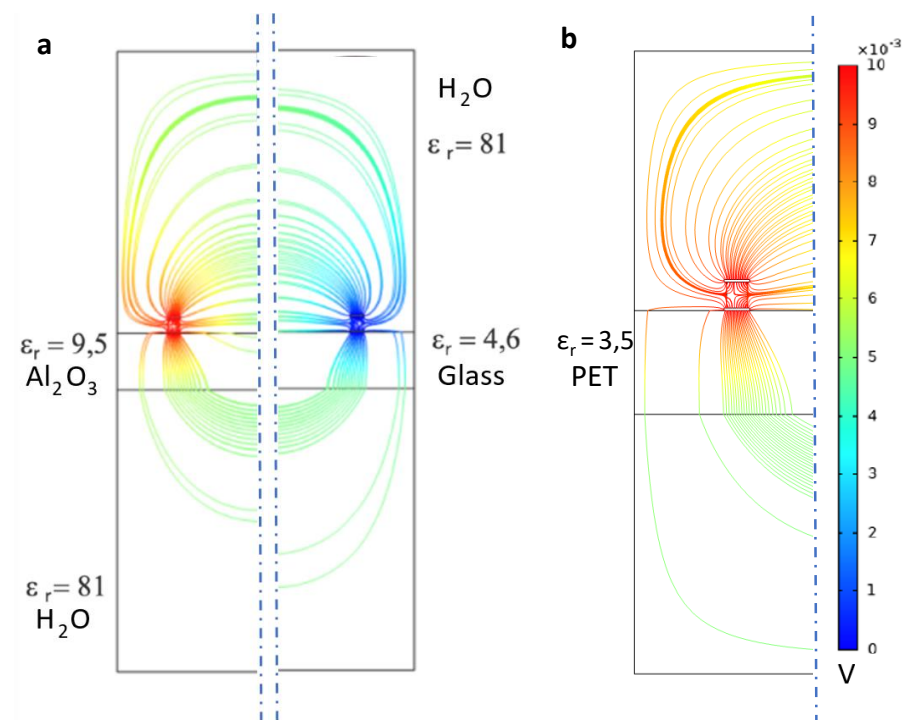 a
H₂O
εr = 81
εr = 9,5
Al₂O₃
εr = 4,6
Glass
εr = 81
H₂O
b
εr = 3,5
PET
×10⁻³
10
9
8
7
6
5
4
3
2
1
0
V